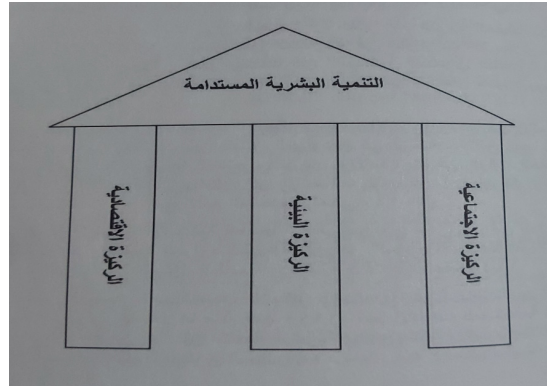 التنمية البشرية المستدامة
الركيزة الاجتماعية
الركيزة البيئية
الركيزة الاقتصادية